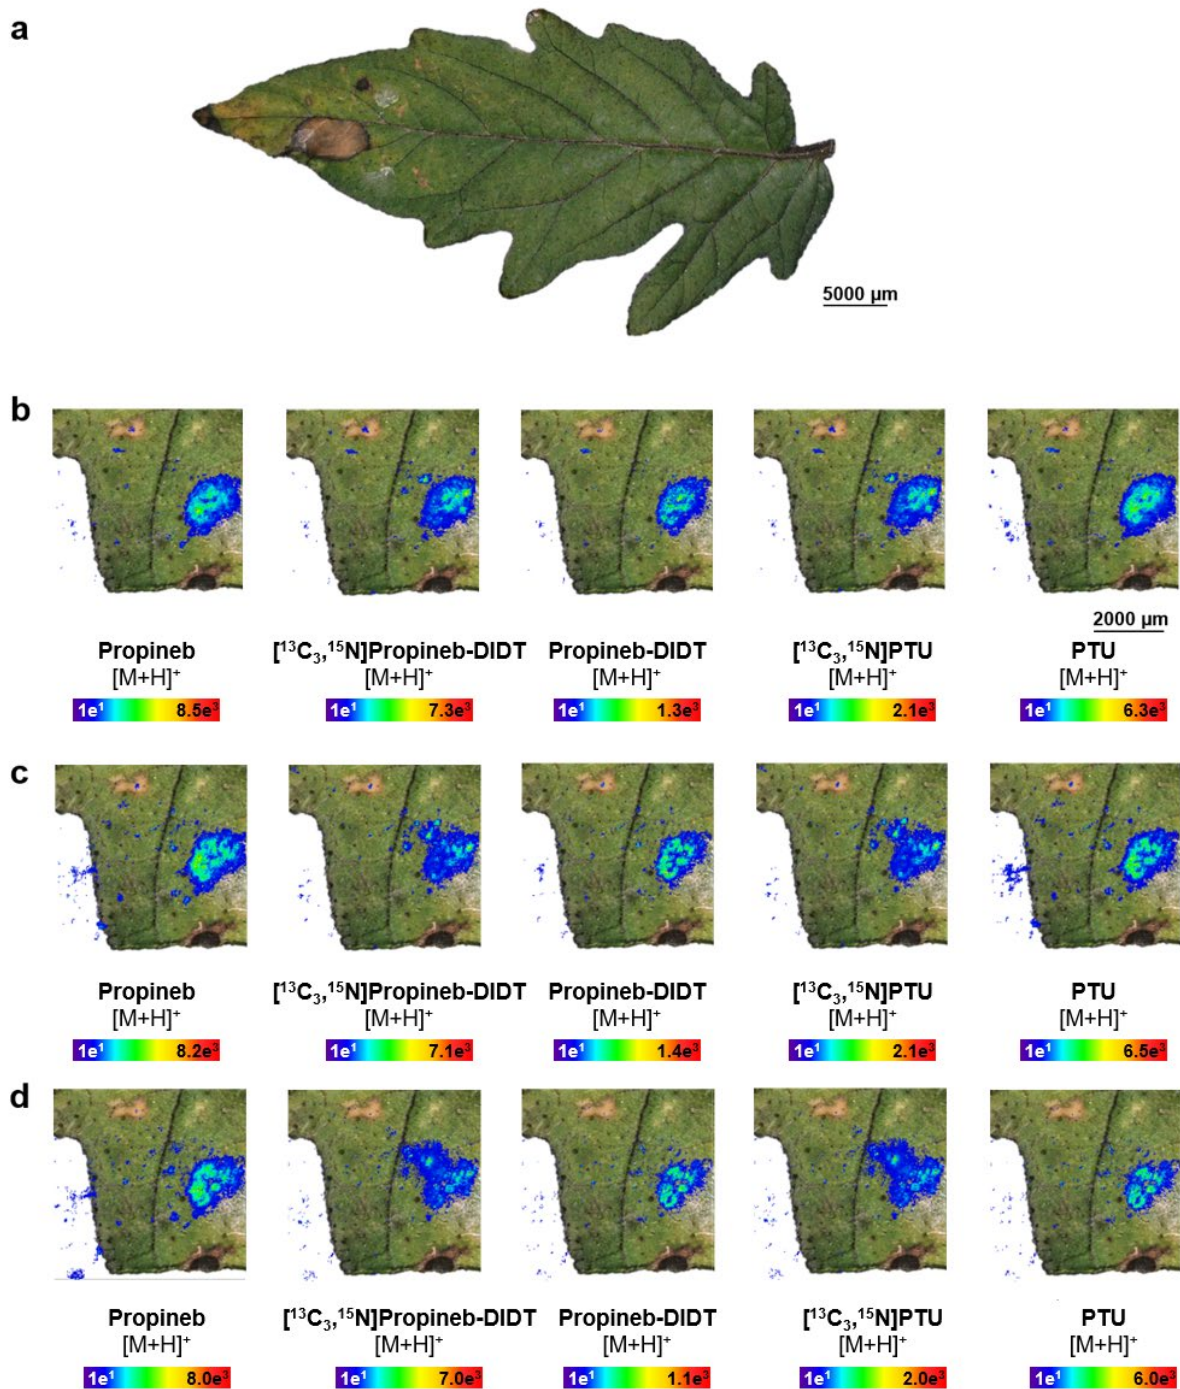 a
5000 µm
b
2000 µm
Propineb [¹³C₃,¹⁵N]Propineb-DIDT Propineb-DIDT [¹³C₃,¹⁵N]PTU PTU
[M+H]⁺ [M+H]⁺ [M+H]⁺ [M+H]⁺ [M+H]⁺
1e¹ 8.5e³ 1e¹ 7.3e³ 1e¹ 1.3e³ 1e¹ 2.1e³ 1e¹ 6.3e³
c
Propineb [¹³C₃,¹⁵N]Propineb-DIDT Propineb-DIDT [¹³C₃,¹⁵N]PTU PTU
[M+H]⁺ [M+H]⁺ [M+H]⁺ [M+H]⁺ [M+H]⁺
1e¹ 8.2e³ 1e¹ 7.1e³ 1e¹ 1.4e³ 1e¹ 2.1e³ 1e¹ 6.5e³
d
Propineb [¹³C₃,¹⁵N]Propineb-DIDT Propineb-DIDT [¹³C₃,¹⁵N]PTU PTU
[M+H]⁺ [M+H]⁺ [M+H]⁺ [M+H]⁺ [M+H]⁺
1e¹ 8.0e³ 1e¹ 7.0e³ 1e¹ 1.1e³ 1e¹ 2.0e³ 1e¹ 6.0e³